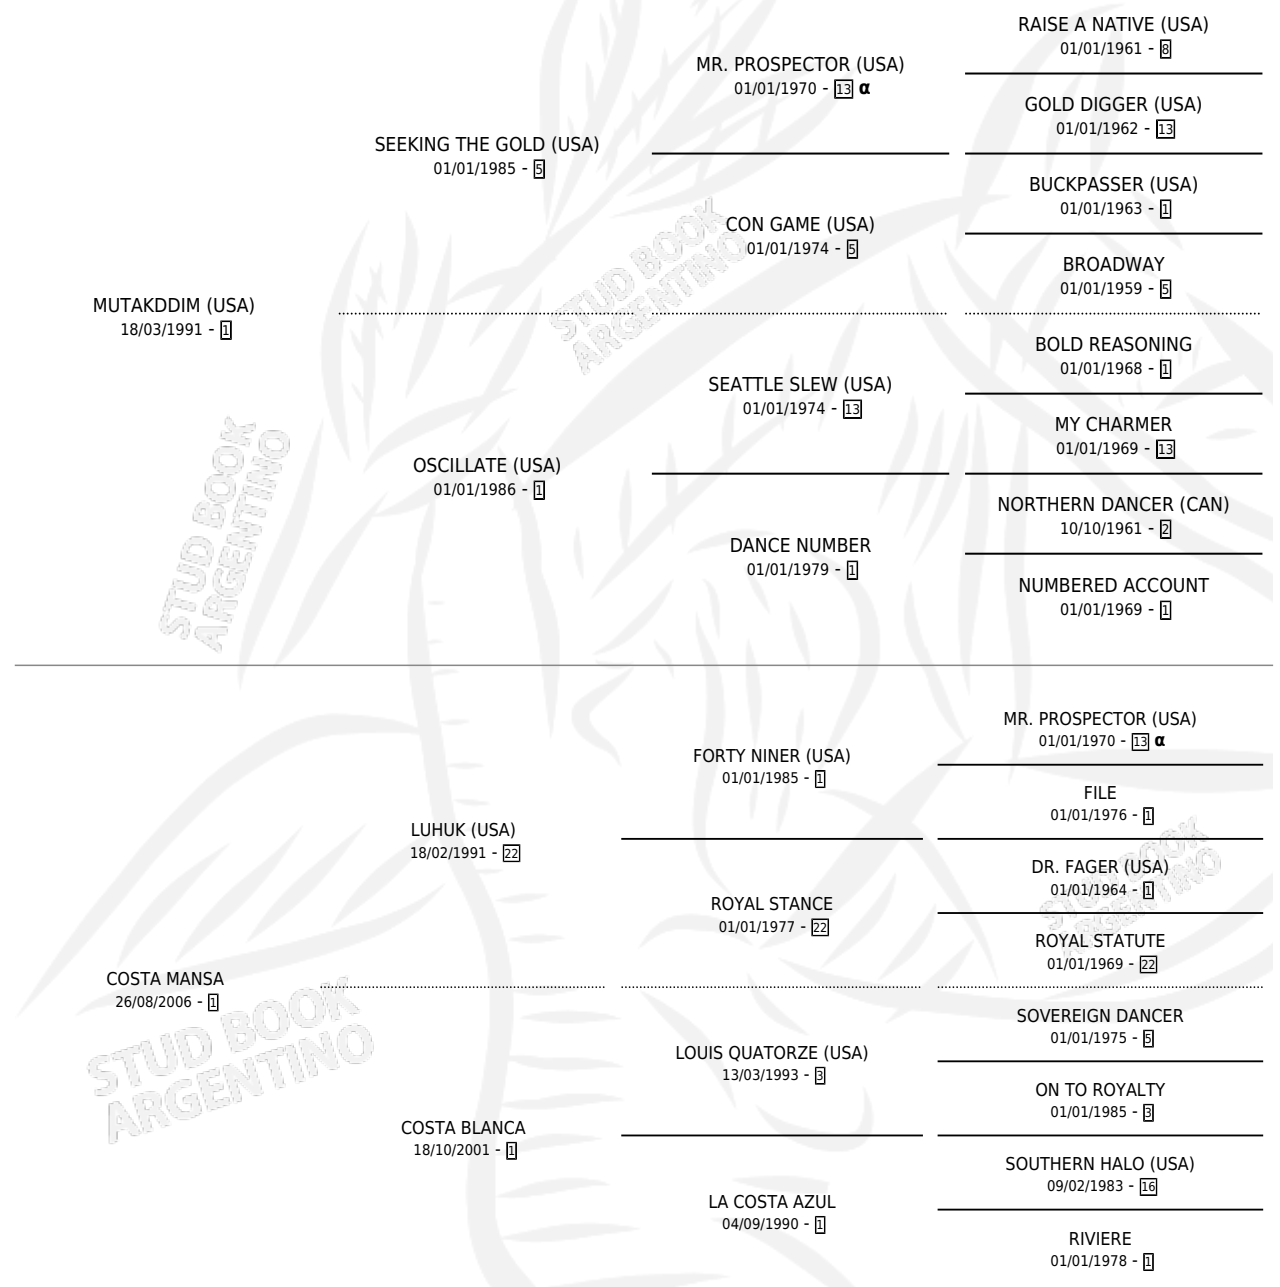 RAISE A NATIVE (USA)
01/01/1961 - 8
MR. PROSPECTOR (USA)
01/01/1970 - 13 α
GOLD DIGGER (USA)
01/01/1962 - 13
SEEKING THE GOLD (USA)
01/01/1985 - 5
BUCKPASSER (USA)
01/01/1963 - 1
CON GAME (USA)
01/01/1974 - 5
BROADWAY
01/01/1959 - 5
STUD BOOK
ARGENTINO
MUTAKDDIM (USA)
18/03/1991 - 1
BOLD REASONING
01/01/1968 - 1
SEATTLE SLEW (USA)
01/01/1974 - 13
MY CHARMER
01/01/1969 - 13
OSCILLATE (USA)
01/01/1986 - 1
NORTHERN DANCER (CAN)
10/10/1961 - 2
DANCE NUMBER
01/01/1979 - 1
NUMBERED ACCOUNT
01/01/1969 - 1
STUD BOOK
ARGENTINO
MR. PROSPECTOR (USA)
01/01/1970 - 13 α
FORTY NINER (USA)
01/01/1985 - 1
FILE
01/01/1976 - 1
LUHUK (USA)
18/02/1991 - 22
DR. FAGER (USA)
01/01/1964 - 1
ROYAL STANCE
01/01/1977 - 22
ROYAL STATUTE
01/01/1969 - 22
STUD BOOK
ARGENTINO
COSTA MANSA
26/08/2006 - 1
SOVEREIGN DANCER
01/01/1975 - 5
LOUIS QUATORZE (USA)
13/03/1993 - 3
ON TO ROYALTY
01/01/1985 - 3
COSTA BLANCA
18/10/2001 - 1
SOUTHERN HALO (USA)
09/02/1983 - 16
LA COSTA AZUL
04/09/1990 - 1
RIVIERE
01/01/1978 - 1
STUD BOOK
ARGENTINO